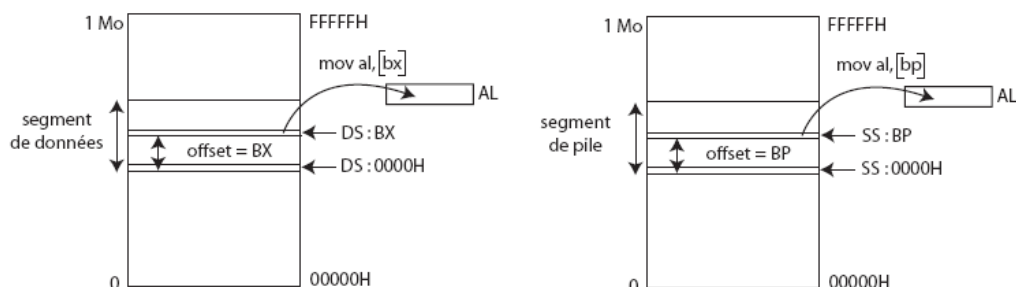 1 Mo
FFFFFH
mov al, [bx]
AL
segment
de données
DS : BX
offset = BX
DS : 0000H
0
00000H
1 Mo
FFFFFH
mov al, [bp]
AL
segment
de pile
SS : BP
offset = BP
SS : 0000H
0
00000H